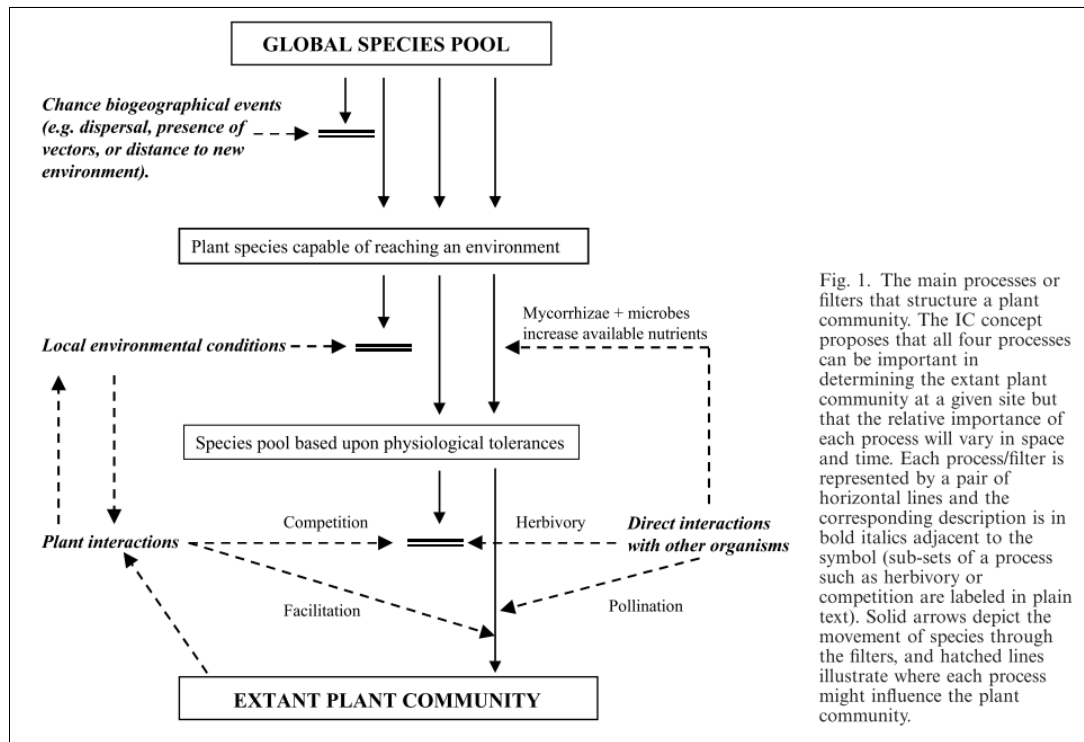 GLOBAL SPECIES POOL
Chance biogeographical events
(e.g. dispersal, presence of
vectors, or distance to new
environment).
Plant species capable of reaching an environment
Mycorrhizae + microbes
increase available nutrients
Local environmental conditions
Species pool based upon physiological tolerances
Competition
Herbivory
Direct interactions
with other organisms
Plant interactions
Facilitation
Pollination
EXTANT PLANT COMMUNITY
Fig. 1. The main processes or
filters that structure a plant
community. The IC concept
proposes that all four processes
can be important in
determining the extant plant
community at a given site but
that the relative importance of
each process will vary in space
and time. Each process/filter is
represented by a pair of
horizontal lines and the
corresponding description is in
bold italics adjacent to the
symbol (sub-sets of a process
such as herbivory or
competition are labeled in plain
text). Solid arrows depict the
movement of species through
the filters, and hatched lines
illustrate where each process
might influence the plant
community.